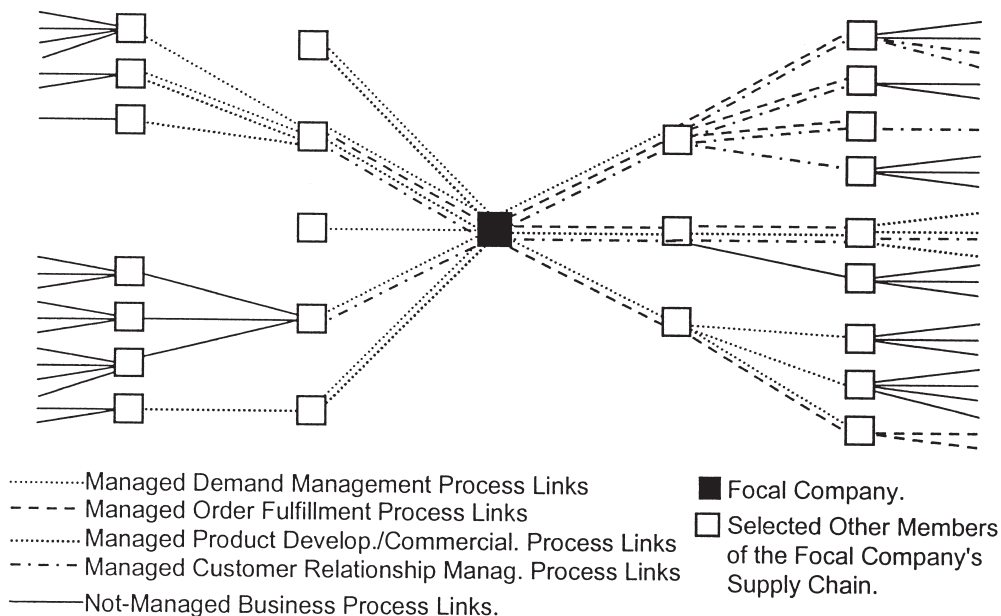 Managed Demand Management Process Links
Managed Order Fulfillment Process Links
Managed Product Develop./Commercial. Process Links
Managed Customer Relationship Manag. Process Links
Not-Managed Business Process Links.
Focal Company.
Selected Other Members
of the Focal Company's
Supply Chain.